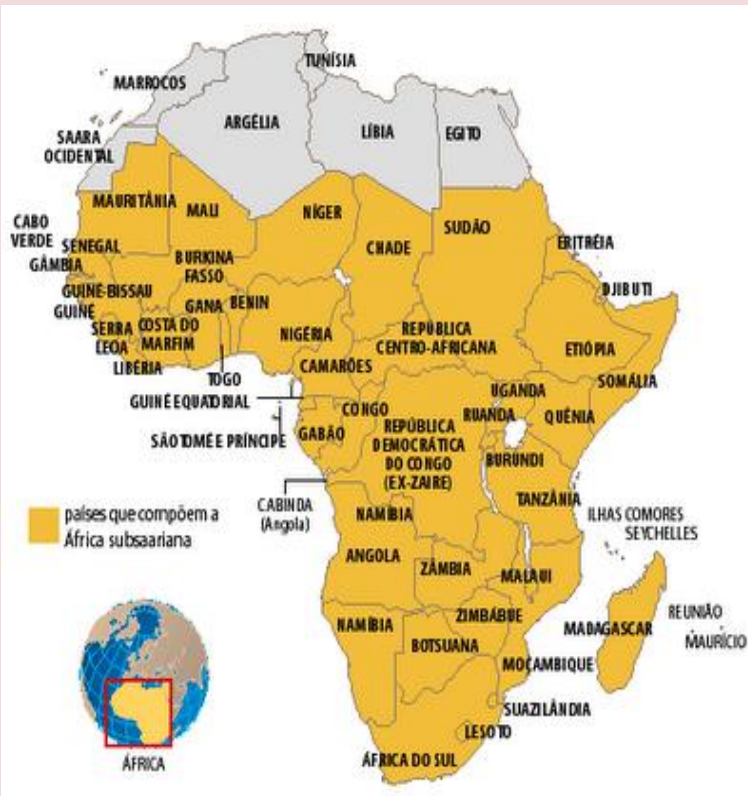 TUNÍSIA
MARROCOS
ARGÉLIA
LÍBIA
EGITO
SAARA
OCIDENTAL
MAURITÂNIA
MALI
NÍGER
CHADE
SUDÃO
CABO
VERDE
SENEGAL
GÂMBIA
ERITRÉIA
BURKINA
FASSO
DJIBUTI
GUINÉ-BISSAU
GUINÉ
GANA
BENIN
SERRA
LEOA
COSTA DO
MARFIM
NIGÉRIA
REPÚBLICA
CENTRO-AFRICANA
ETIÓPIA
LIBÉRIA
TOGO
CAMARÕES
SOMÁLIA
GUINÉ EQUATORIAL
UGANDA
CONGO
RUANDA
QUÉNIA
SÃO TOMÉ E PRÍNCIPE
GABÃO
REPÚBLICA
DEMOCRÁTICA
DO CONGO
(EX-ZAIRE)
BURUNDI
CABINDA
(Angola)
TANZÂNIA
NAMÍBIA
ILHAS COMORES
SEYCHELLES
países que compõem a
África subsaariana
ANGOLA
ZÂMBIA
MALAUI
ZIMBÁBUE
NAMÍBIA
MADAGASCAR
REUNIÃO
MAURÍCIO
BOTSUANA
MOÇAMBIQUE
SUAZILÂNDIA
LESOTO
ÁFRICA DO SUL
ÁFRICA